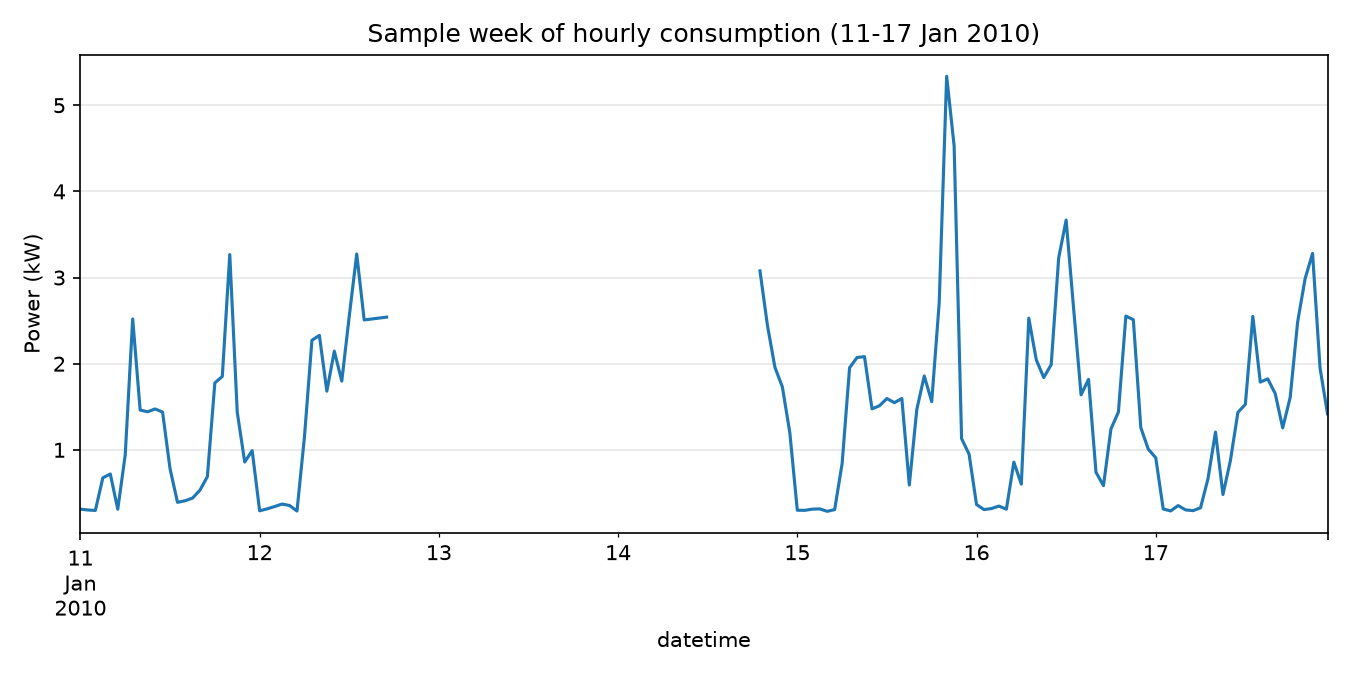 Sample week of hourly consumption (11-17 Jan 2010)
Power (kW)
5
4
3
2
1
11 12 13 14 15 16 17
Jan
2010
datetime